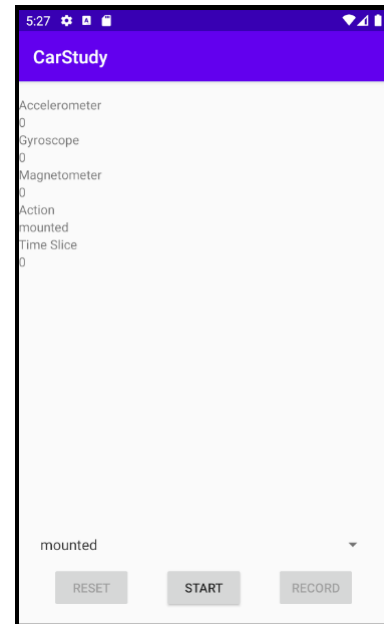 5:27
CarStudy
Accelerometer
0
Gyroscope
0
Magnetometer
0
Action
mounted
Time Slice
0
mounted
RESET START RECORD